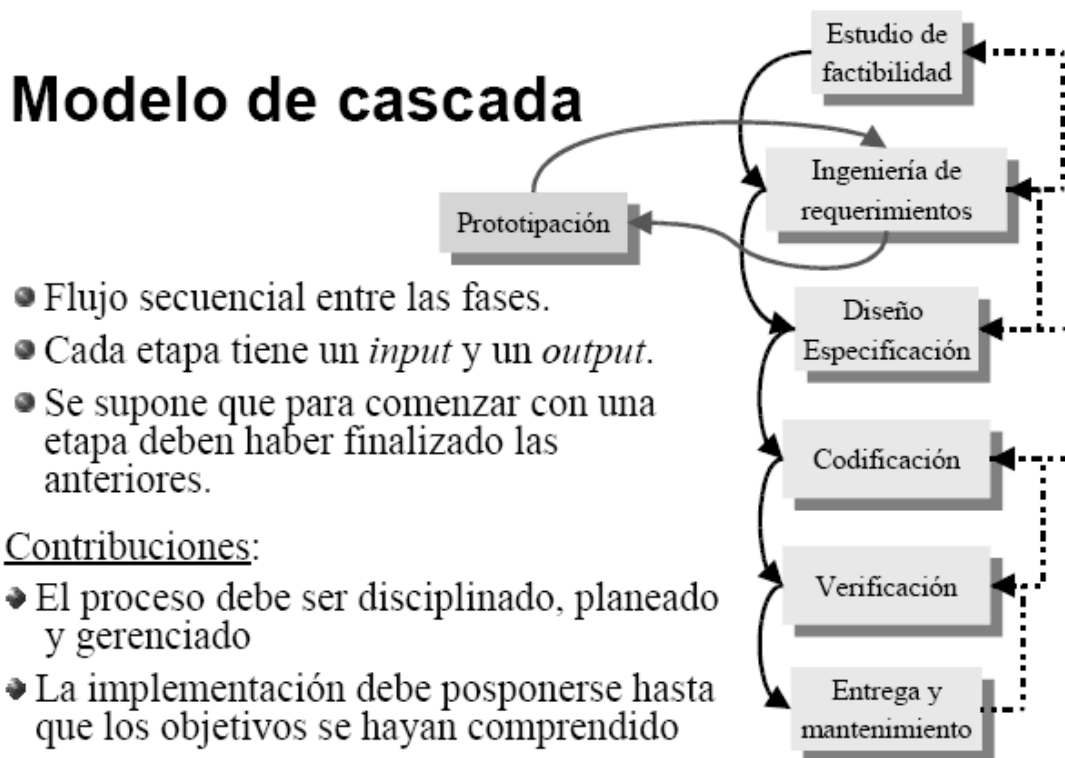 Modelo de cascada
Estudio de
factibilidad
Ingeniería de
requerimientos
Prototipación
Diseño
Especificación
Codificación
Verificación
Entrega y
mantenimiento
Flujo secuencial entre las fases.
Cada etapa tiene un input y un output.
Se supone que para comenzar con una
etapa deben haber finalizado las
anteriores.
Contribuciones:
El proceso debe ser disciplinado, planeado
y gerenciado
La implementación debe posponerse hasta
que los objetivos se hayan comprendido